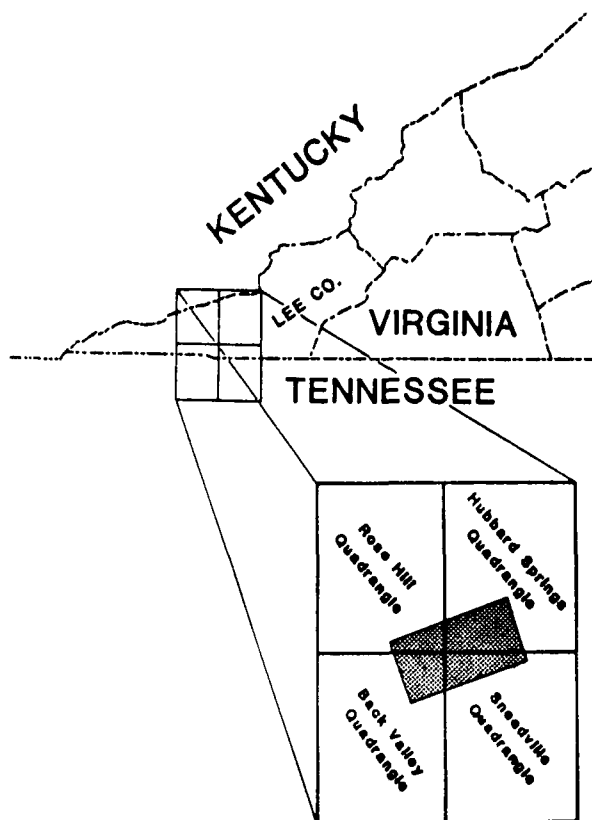 KENTUCKY
LEE CO.
VIRGINIA
TENNESSEE
Rose Hill
Quadrangle
Hubbard Springs
Quadrangle
Back Valley
Quadrangle
Sneedville
Quadrangle